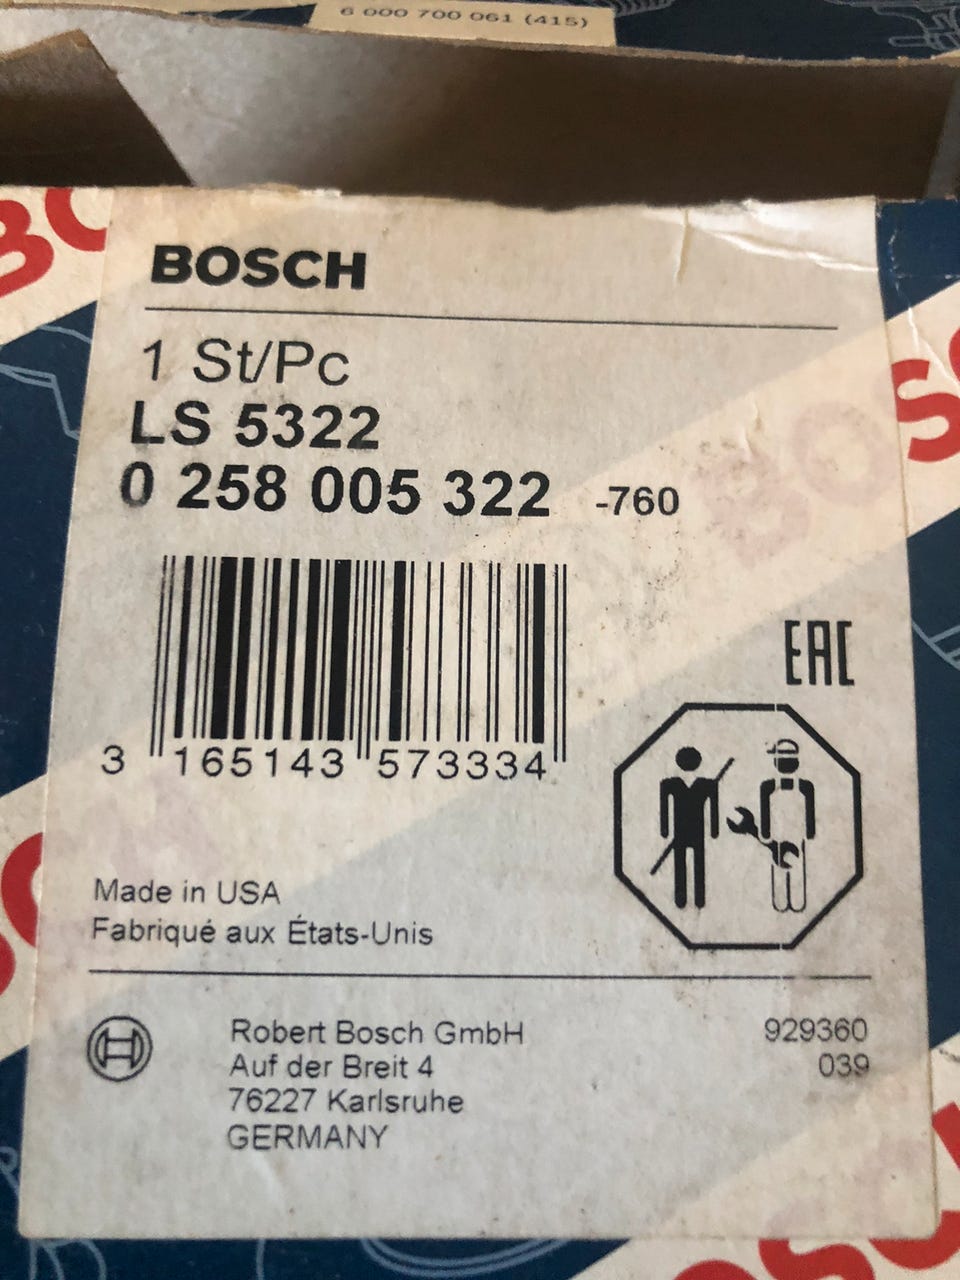 6 000 700 061 (415)
BOSCH
1 St/Pc
LS 5322
0 258 005 322 -760
3 165143 573334
EAC
Made in USA
Fabriqué aux États-Unis
Robert Bosch GmbH
Auf der Breit 4
76227 Karlsruhe
GERMANY
929360
039